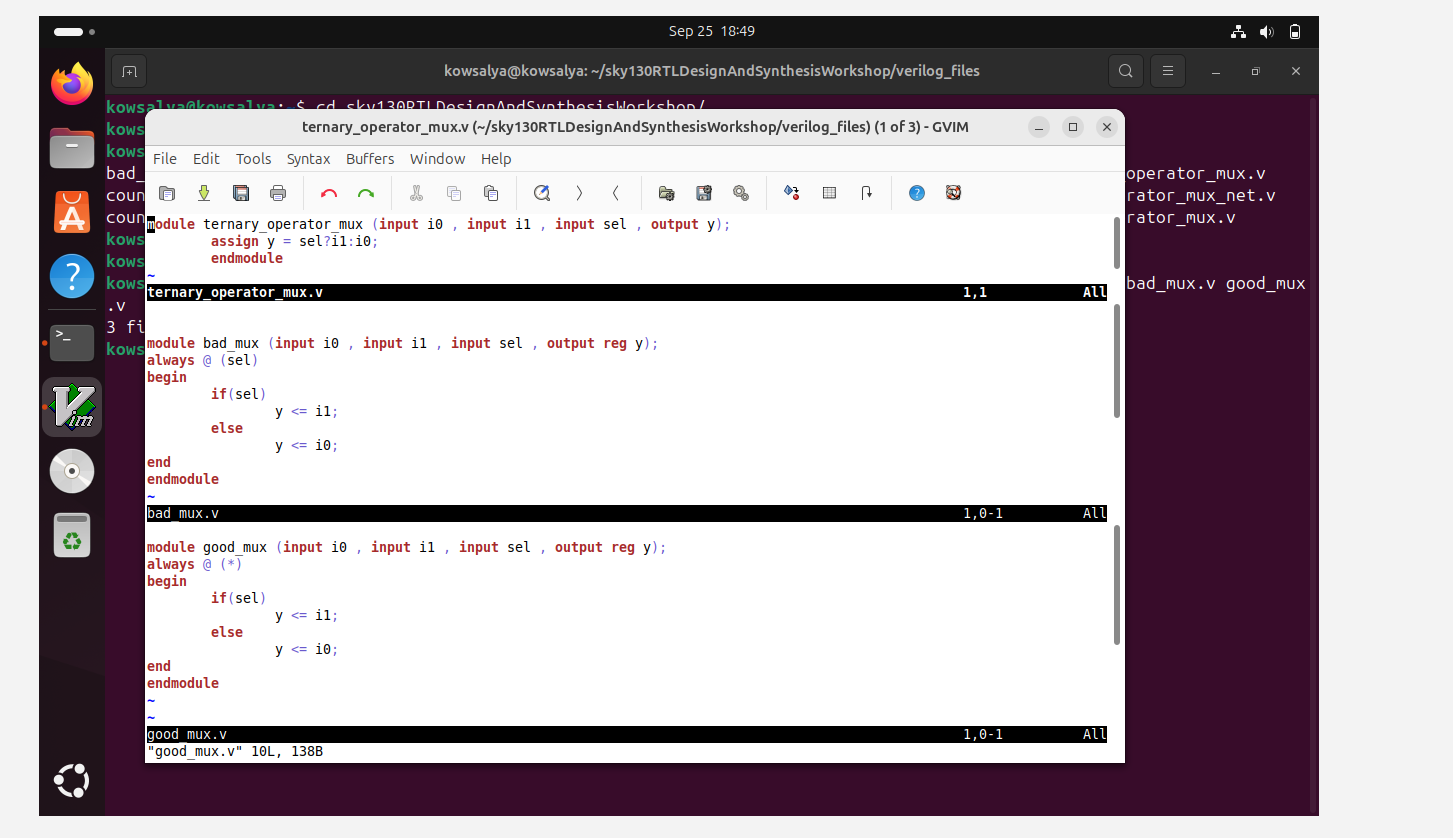 Sep 25 18:49
kowsalya@kowsalya: ~/sky130RTLDesignAndSynthesisWorkshop/verilog_files
kowsalya@kowsalya:~$ cd sky130RTLDesignAndSynthesisWorkshop/
ternary_operator_mux.v (~/sky130RTLDesignAndSynthesisWorkshop/verilog_files) (1 of 3) - GVIM
kows
File Edit Tools Syntax Buffers Window Help
kows
bad_ operator_mux.v
coun rator_mux_net.v
coun rator_mux.v
module ternary_operator_mux (input i0 , input i1 , input sel , output y);
kows
assign y = sel?i1:i0;
kows
endmodule
~
kows bad_mux.v good_mux
ternary_operator_mux.v 1,1 All
.v
3 fi
module bad_mux (input i0 , input i1 , input sel , output reg y);
kows
always @ (sel)
begin
if(sel)
y <= i1;
else
y <= i0;
end
endmodule
~
bad_mux.v 1,0-1 All
module good_mux (input i0 , input i1 , input sel , output reg y);
always @ (*)
begin
if(sel)
y <= i1;
else
y <= i0;
end
endmodule
~
~
good_mux.v 1,0-1 All
"good_mux.v" 10L, 138B